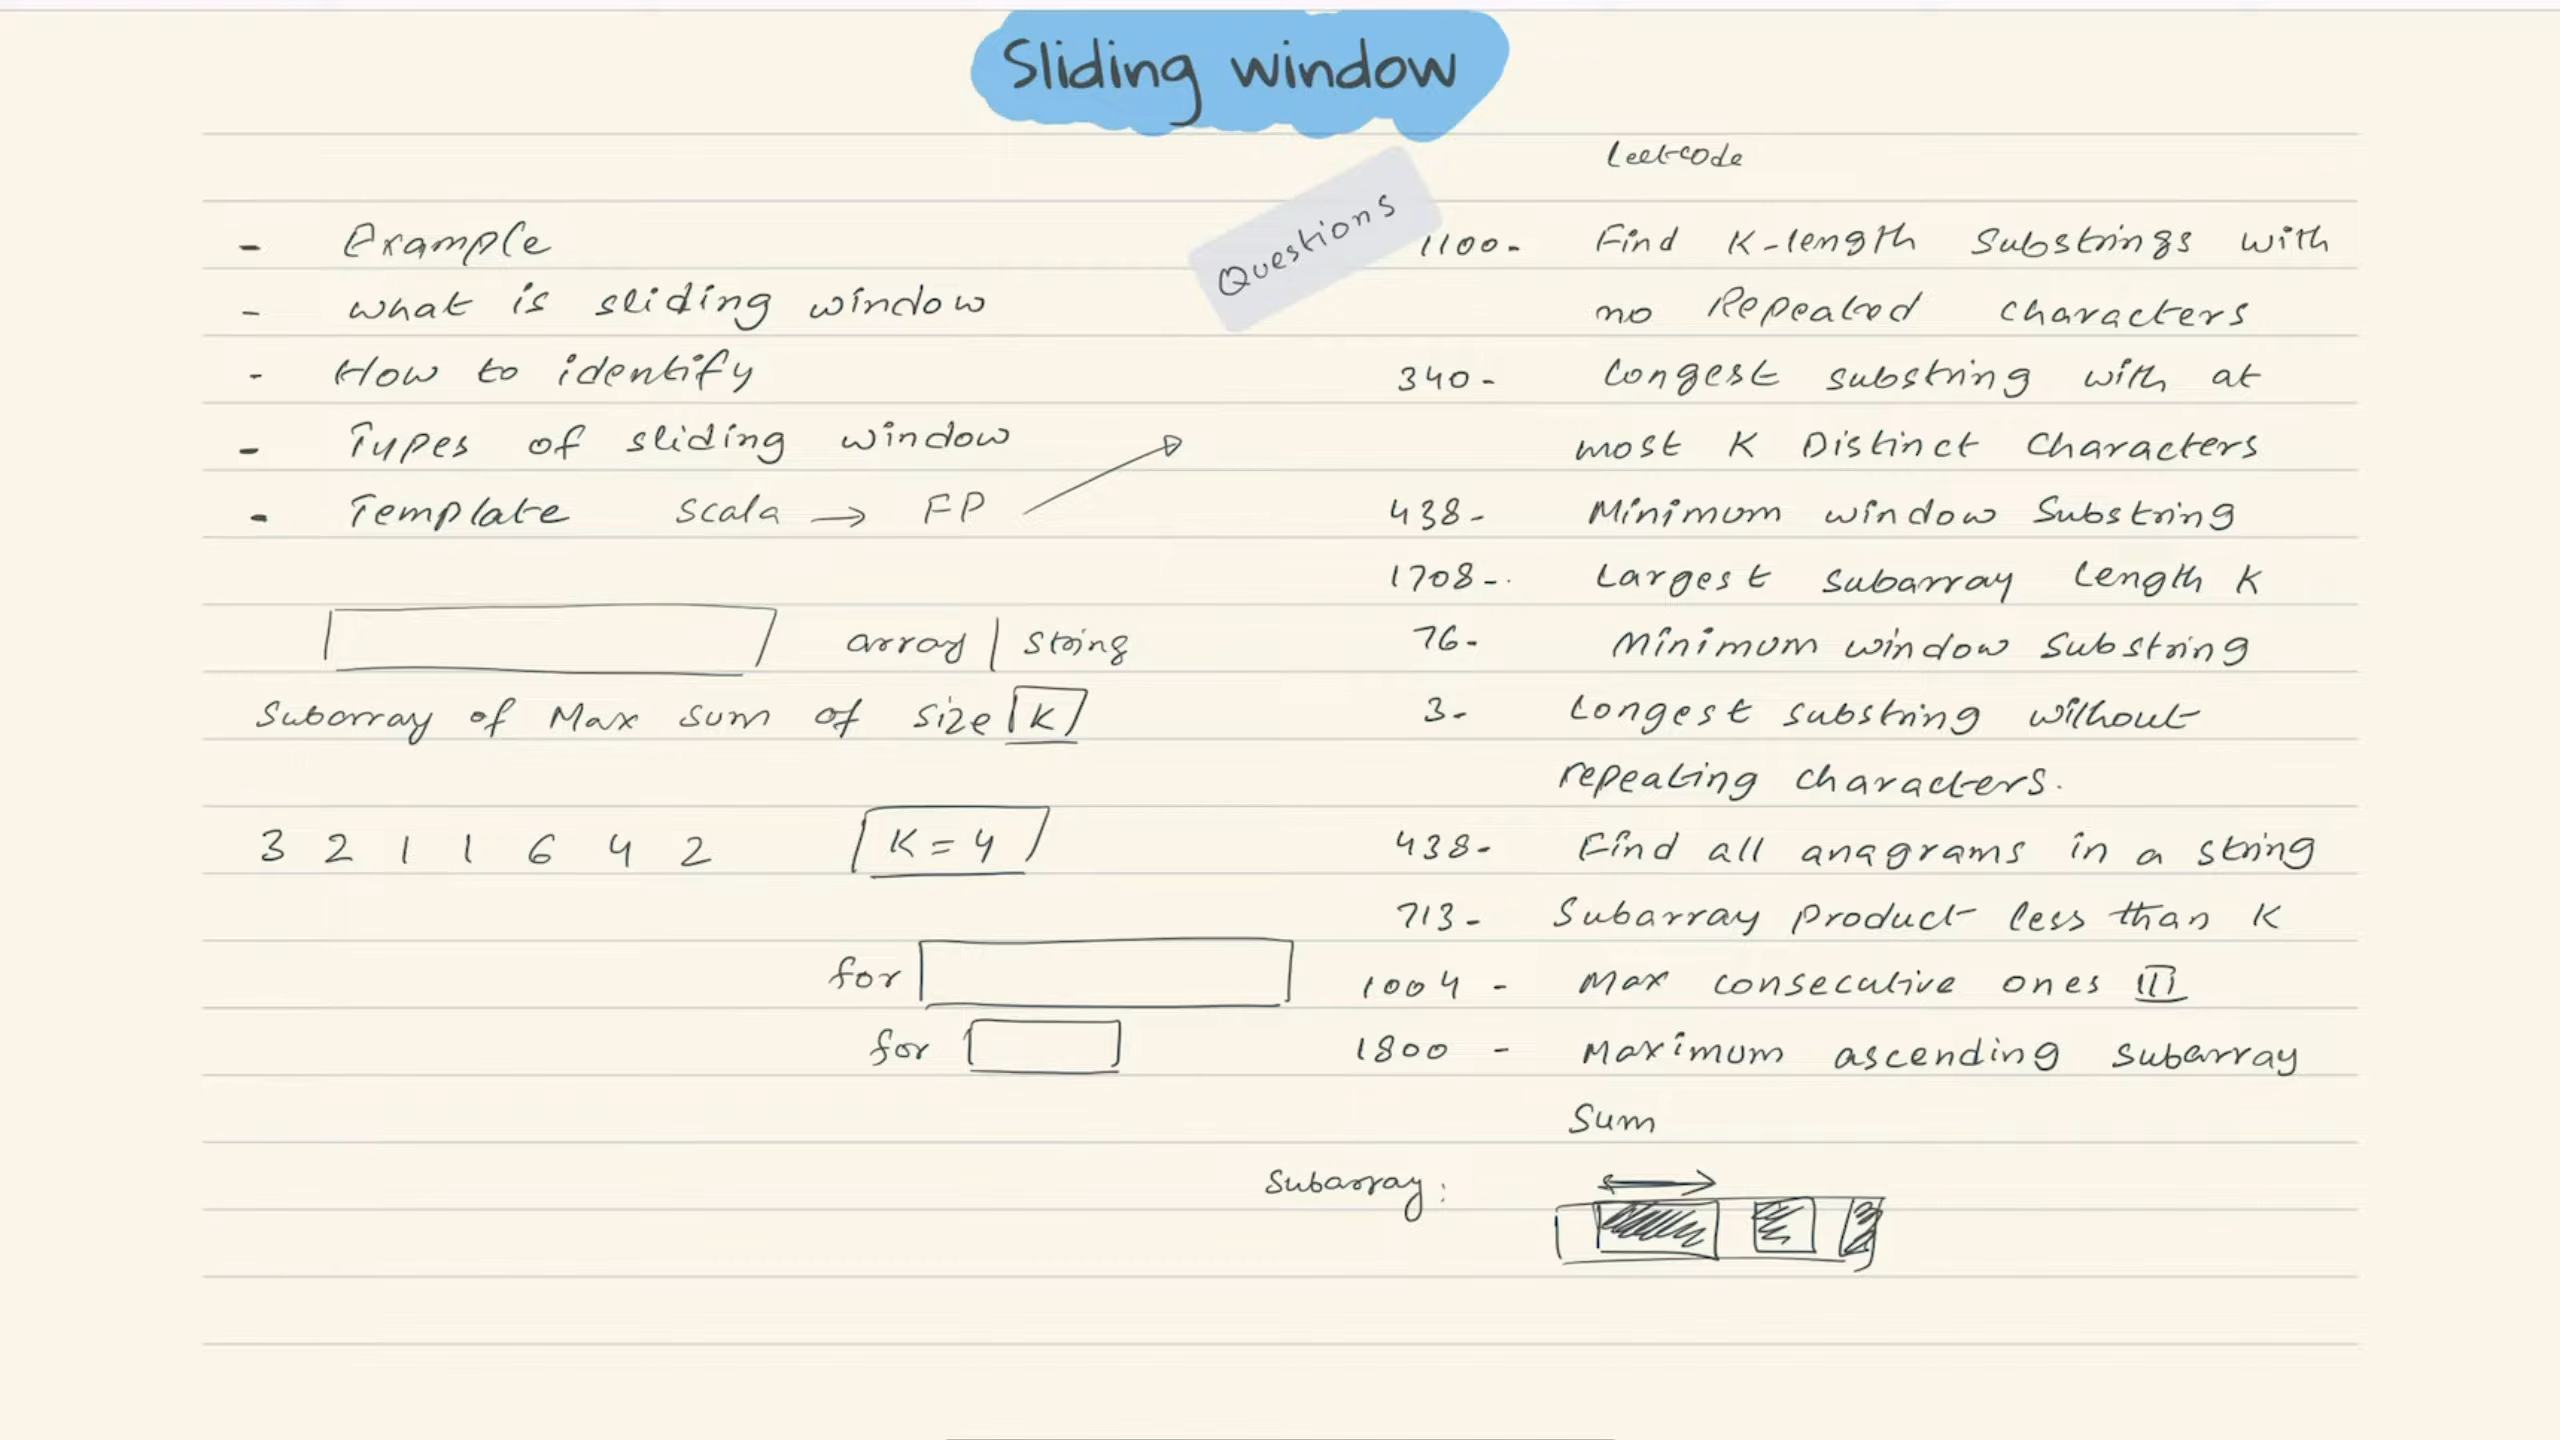 Sliding window
- Example
- what is sliding window
- How to identify
- Types of sliding window
- Template scala → FP
array | string
Subarray of Max sum of size K
3 2 1 1 6 4 2 K = 4
for
for
Questions
Leetcode
1100- Find K-length Substrings with
no Repeated characters
340- Longest substring with at
most K Distinct Characters
438- Minimum window Substring
1708- Largest subarray Length K
76- Minimum window substring
3- Longest substring without
repeating characters.
438- Find all anagrams in a string
713- Subarray product less than K
1004 - Max consecutive ones III
1800 - Maximum ascending subarray
Sum
Subarray: